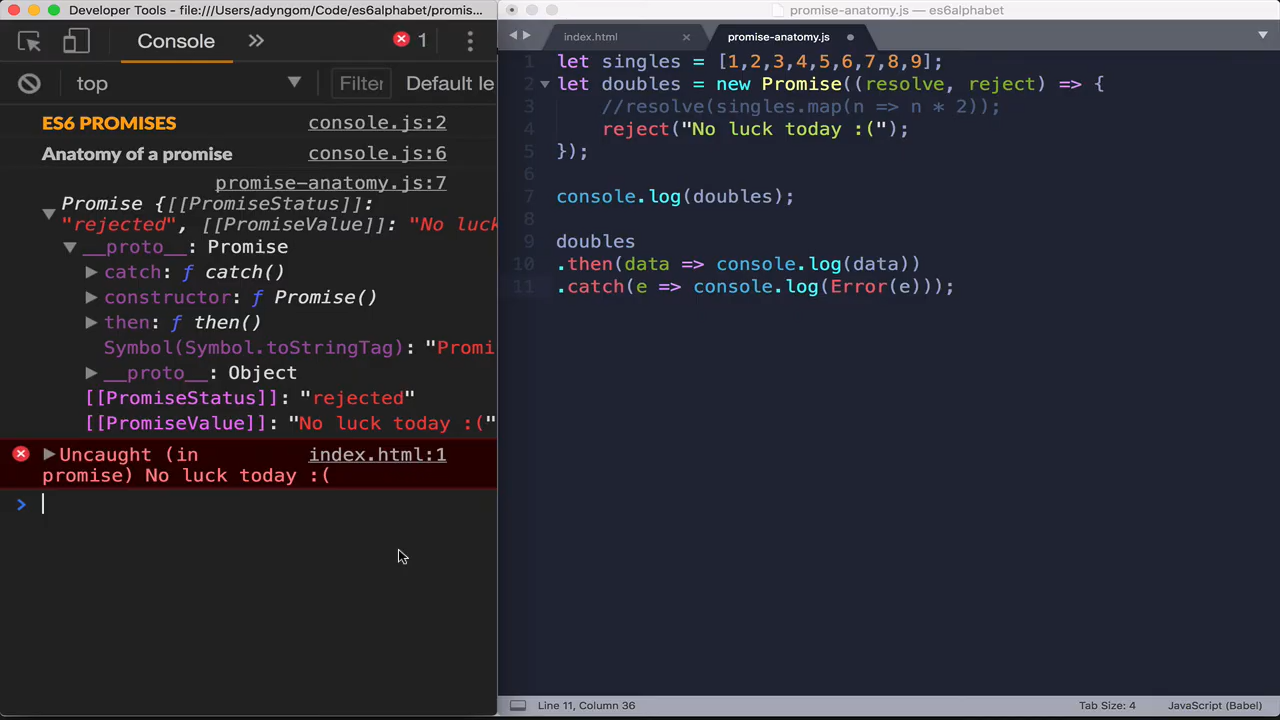 Developer Tools - file:///Users/adyngom/Code/es6alphabet/promis...
Console » 1
top Filter Default le
ES6 PROMISES console.js:2
Anatomy of a promise console.js:6
promise-anatomy.js:7
Promise {[[PromiseStatus]]:
"rejected", [[PromiseValue]]: "No luck
__proto__: Promise
catch: ƒ catch()
constructor: ƒ Promise()
then: ƒ then()
Symbol(Symbol.toStringTag): "Promi
__proto__: Object
[[PromiseStatus]]: "rejected"
[[PromiseValue]]: "No luck today :("
Uncaught (in index.html:1
promise) No luck today :(
>
promise-anatomy.js — es6alphabet
index.html × promise-anatomy.js
1 let singles = [1,2,3,4,5,6,7,8,9];
2 let doubles = new Promise((resolve, reject) => {
3 //resolve(singles.map(n => n * 2));
4 reject("No luck today :(");
5 });
6
7 console.log(doubles);
8
9 doubles
10 .then(data => console.log(data))
11 .catch(e => console.log(Error(e)));
Line 11, Column 36 Tab Size: 4 JavaScript (Babel)